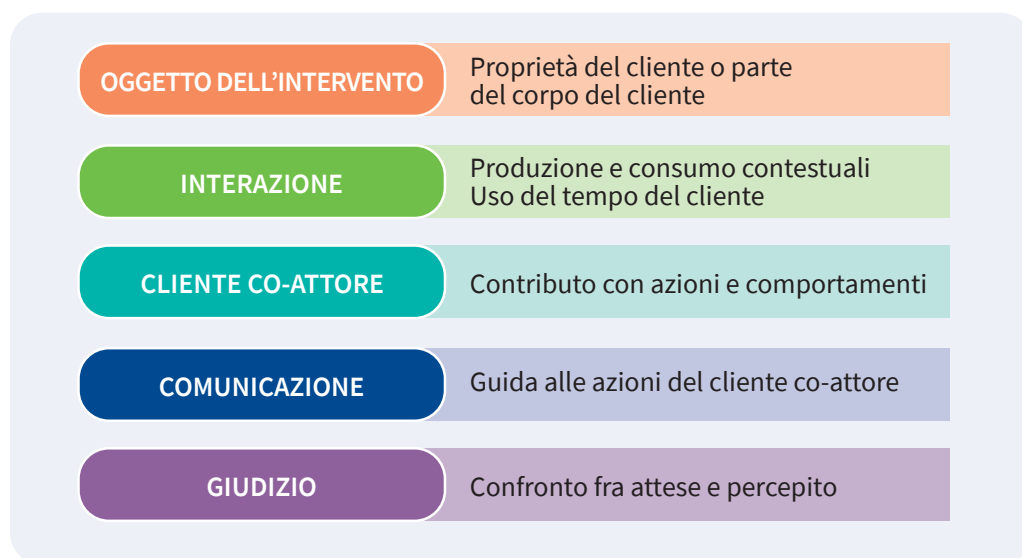 OGGETTO DELL’INTERVENTO
Proprietà del cliente o parte
del corpo del cliente
INTERAZIONE
Produzione e consumo contestuali
Uso del tempo del cliente
CLIENTE CO-ATTORE
Contributo con azioni e comportamenti
COMUNICAZIONE
Guida alle azioni del cliente co-attore
GIUDIZIO
Confronto fra attese e percepito